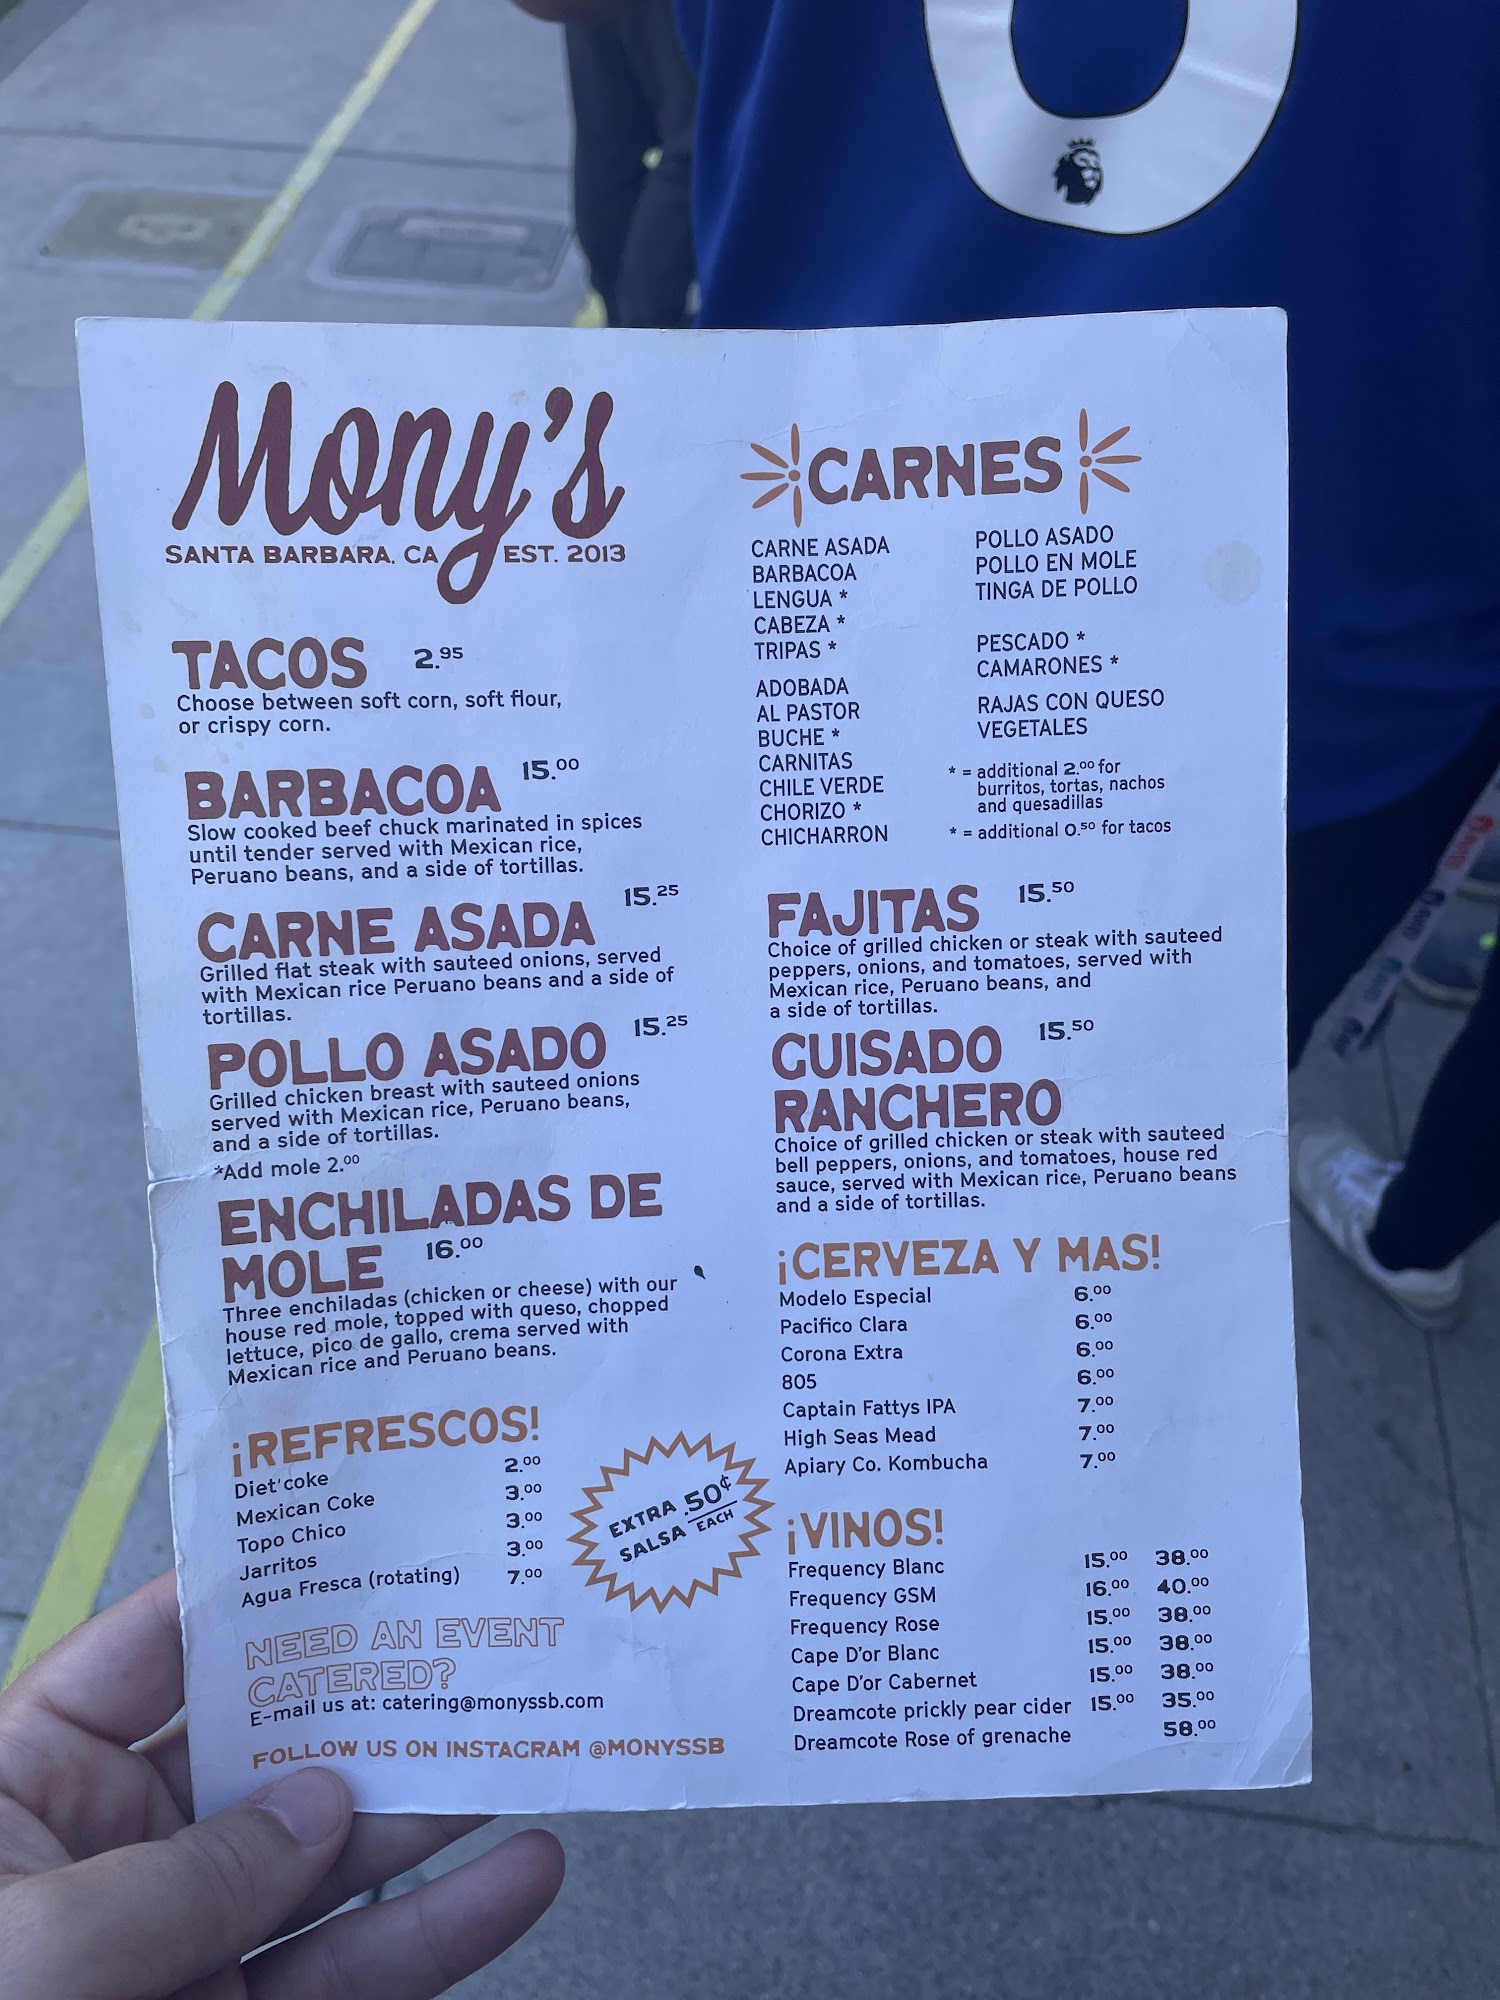 Mony's
SANTA BARBARA, CA EST. 2013
TACOS 2.95
Choose between soft corn, soft flour,
or crispy corn.
BARBACOA 15.00
Slow cooked beef chuck marinated in spices
until tender served with Mexican rice,
Peruano beans, and a side of tortillas.
CARNE ASADA 15.25
Grilled flat steak with sauteed onions, served
with Mexican rice Peruano beans and a side of
tortillas.
POLLO ASADO 15.25
Grilled chicken breast with sauteed onions
served with Mexican rice, Peruano beans,
and a side of tortillas.
*Add mole 2.00
ENCHILADAS DE
MOLE 16.00
Three enchiladas (chicken or cheese) with our
house red mole, topped with queso, chopped
lettuce, pico de gallo, crema served with
Mexican rice and Peruano beans.
¡REFRESCOS!
Diet coke 2.00
Mexican Coke 3.00
Topo Chico 3.00
Jarritos 3.00
Agua Fresca (rotating) 7.00
EXTRA .50¢
SALSA EACH
NEED AN EVENT
CATERED?
E-mail us at: catering@monyssb.com
FOLLOW US ON INSTAGRAM @MONYSSB
CARNES
CARNE ASADA
BARBACOA
LENGUA *
CABEZA *
TRIPAS *
ADOBADA
AL PASTOR
BUCHE *
CARNITAS
CHILE VERDE
CHORIZO *
CHICHARRON
POLLO ASADO
POLLO EN MOLE
TINGA DE POLLO
PESCADO *
CAMARONES *
RAJAS CON QUESO
VEGETALES
* = additional 2.00 for
burritos, tortas, nachos
and quesadillas
* = additional 0.50 for tacos
FAJITAS 15.50
Choice of grilled chicken or steak with sauteed
peppers, onions, and tomatoes, served with
Mexican rice, Peruano beans, and
a side of tortillas.
GUISADO 15.50
RANCHERO
Choice of grilled chicken or steak with sauteed
bell peppers, onions, and tomatoes, house red
sauce, served with Mexican rice, Peruano beans
and a side of tortillas.
¡CERVEZA Y MAS!
Modelo Especial 6.00
Pacifico Clara 6.00
Corona Extra 6.00
805 6.00
Captain Fattys IPA 7.00
High Seas Mead 7.00
Apiary Co. Kombucha 7.00
¡VINOS!
Frequency Blanc 15.00 38.00
Frequency GSM 16.00 40.00
Frequency Rose 15.00 38.00
Cape D'or Blanc 15.00 38.00
Cape D'or Cabernet 15.00 38.00
Dreamcote prickly pear cider 15.00 35.00
Dreamcote Rose of grenache 58.00